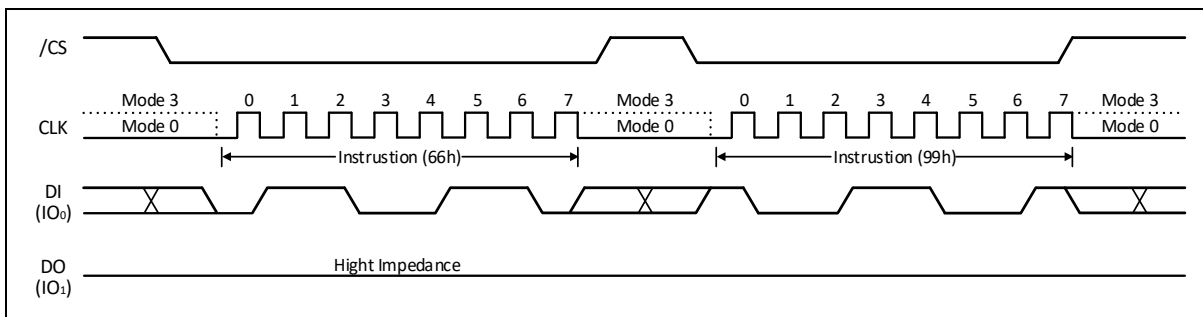 /CS
Mode 3 0 1 2 3 4 5 6 7 Mode 3 0 1 2 3 4 5 6 7 Mode 3
CLK Mode 0 Mode 0 Mode 0
Instrustion (66h) Instrustion (99h)
DI
(IO₀)
DO Hight Impedance
(IO₁)